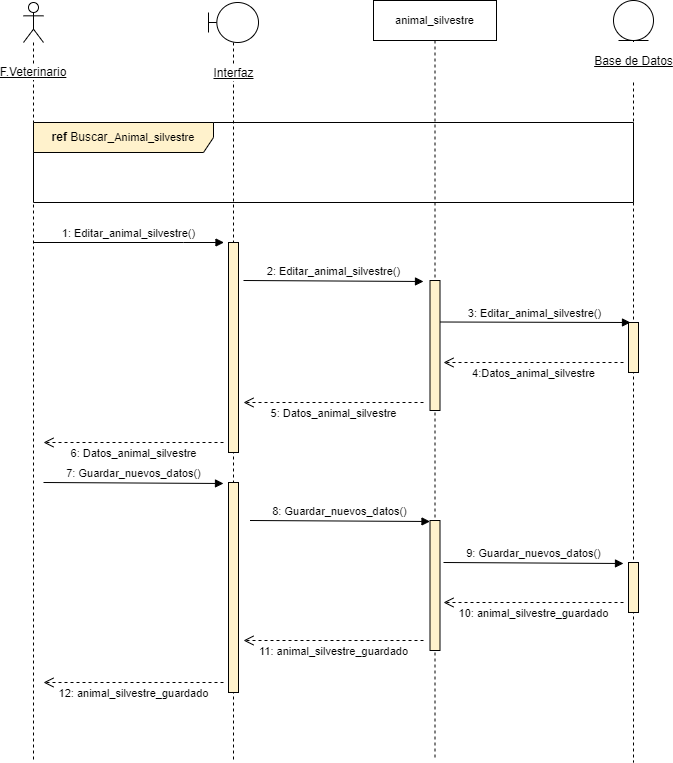 animal_silvestre
F.Veterinario
Interfaz
Base de Datos
ref Buscar_Animal_silvestre
1: Editar_animal_silvestre()
2: Editar_animal_silvestre()
3: Editar_animal_silvestre()
4:Datos_animal_silvestre
5: Datos_animal_silvestre
6: Datos_animal_silvestre
7: Guardar_nuevos_datos()
8: Guardar_nuevos_datos()
9: Guardar_nuevos_datos()
10: animal_silvestre_guardado
11: animal_silvestre_guardado
12: animal_silvestre_guardado